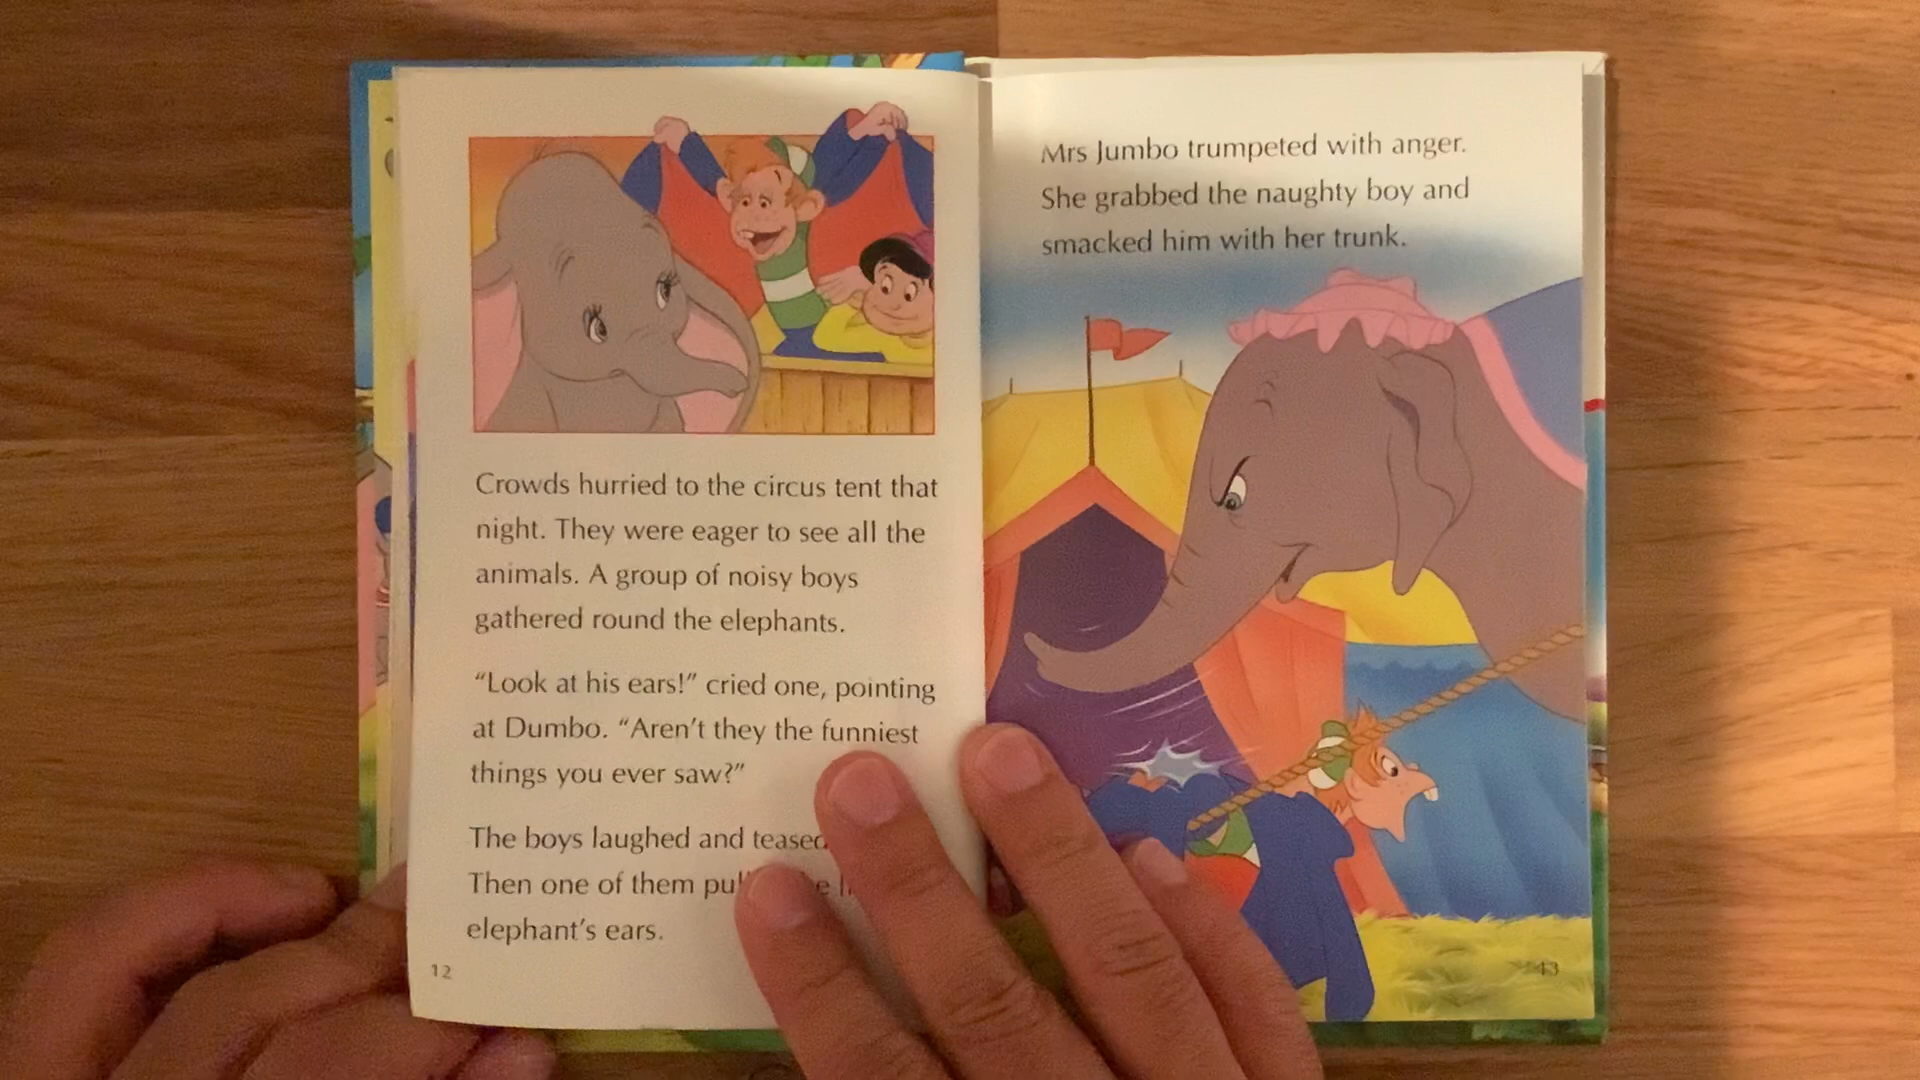 Crowds hurried to the circus tent that
night. They were eager to see all the
animals. A group of noisy boys
gathered round the elephants.
“Look at his ears!” cried one, pointing
at Dumbo. “Aren’t they the funniest
things you ever saw?”
The boys laughed and teased
Then one of them
elephant’s ears.
12
Mrs Jumbo trumpeted with anger.
She grabbed the naughty boy and
smacked him with her trunk.
13